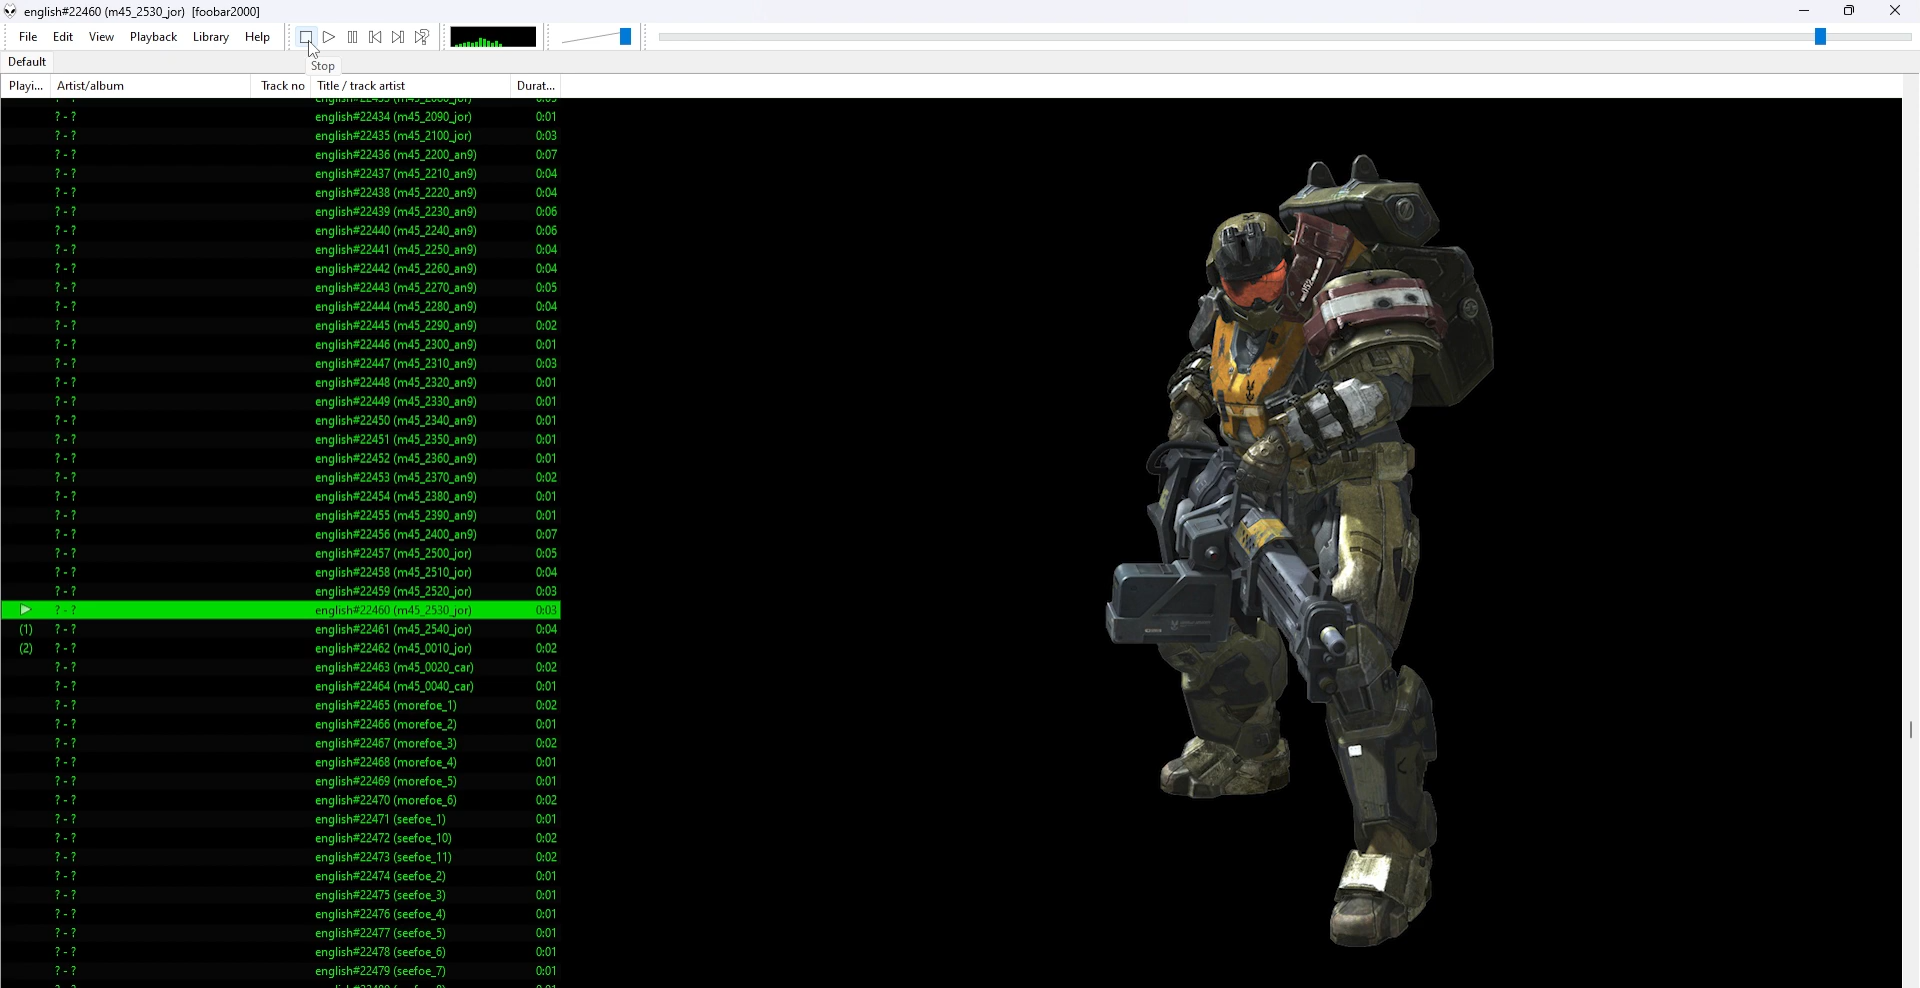 english#22460 (m45_2530_jor) [foobar2000]
File Edit View Playback Library Help
Stop
Default
Playi... Artist/album Track no Title / track artist Durat...
? - ? english#22434 (m45_2090_jor) 0:01
? - ? english#22435 (m45_2100_jor) 0:03
? - ? english#22436 (m45_2200_an9) 0:07
? - ? english#22437 (m45_2210_an9) 0:04
? - ? english#22438 (m45_2220_an9) 0:04
? - ? english#22439 (m45_2230_an9) 0:06
? - ? english#22440 (m45_2240_an9) 0:06
? - ? english#22441 (m45_2250_an9) 0:04
? - ? english#22442 (m45_2260_an9) 0:04
? - ? english#22443 (m45_2270_an9) 0:05
? - ? english#22444 (m45_2280_an9) 0:04
? - ? english#22445 (m45_2290_an9) 0:02
? - ? english#22446 (m45_2300_an9) 0:01
? - ? english#22447 (m45_2310_an9) 0:03
? - ? english#22448 (m45_2320_an9) 0:01
? - ? english#22449 (m45_2330_an9) 0:01
? - ? english#22450 (m45_2340_an9) 0:01
? - ? english#22451 (m45_2350_an9) 0:01
? - ? english#22452 (m45_2360_an9) 0:01
? - ? english#22453 (m45_2370_an9) 0:02
? - ? english#22454 (m45_2380_an9) 0:01
? - ? english#22455 (m45_2390_an9) 0:01
? - ? english#22456 (m45_2400_an9) 0:07
? - ? english#22457 (m45_2500_jor) 0:05
? - ? english#22458 (m45_2510_jor) 0:04
? - ? english#22459 (m45_2520_jor) 0:03
? - ? english#22460 (m45_2530_jor) 0:03
(1) ? - ? english#22461 (m45_2540_jor) 0:04
(2) ? - ? english#22462 (m45_0010_jor) 0:02
? - ? english#22463 (m45_0020_car) 0:02
? - ? english#22464 (m45_0040_car) 0:01
? - ? english#22465 (morefoe_1) 0:02
? - ? english#22466 (morefoe_2) 0:01
? - ? english#22467 (morefoe_3) 0:02
? - ? english#22468 (morefoe_4) 0:01
? - ? english#22469 (morefoe_5) 0:01
? - ? english#22470 (morefoe_6) 0:02
? - ? english#22471 (seefoe_1) 0:01
? - ? english#22472 (seefoe_10) 0:02
? - ? english#22473 (seefoe_11) 0:02
? - ? english#22474 (seefoe_2) 0:01
? - ? english#22475 (seefoe_3) 0:01
? - ? english#22476 (seefoe_4) 0:01
? - ? english#22477 (seefoe_5) 0:01
? - ? english#22478 (seefoe_6) 0:01
? - ? english#22479 (seefoe_7) 0:01